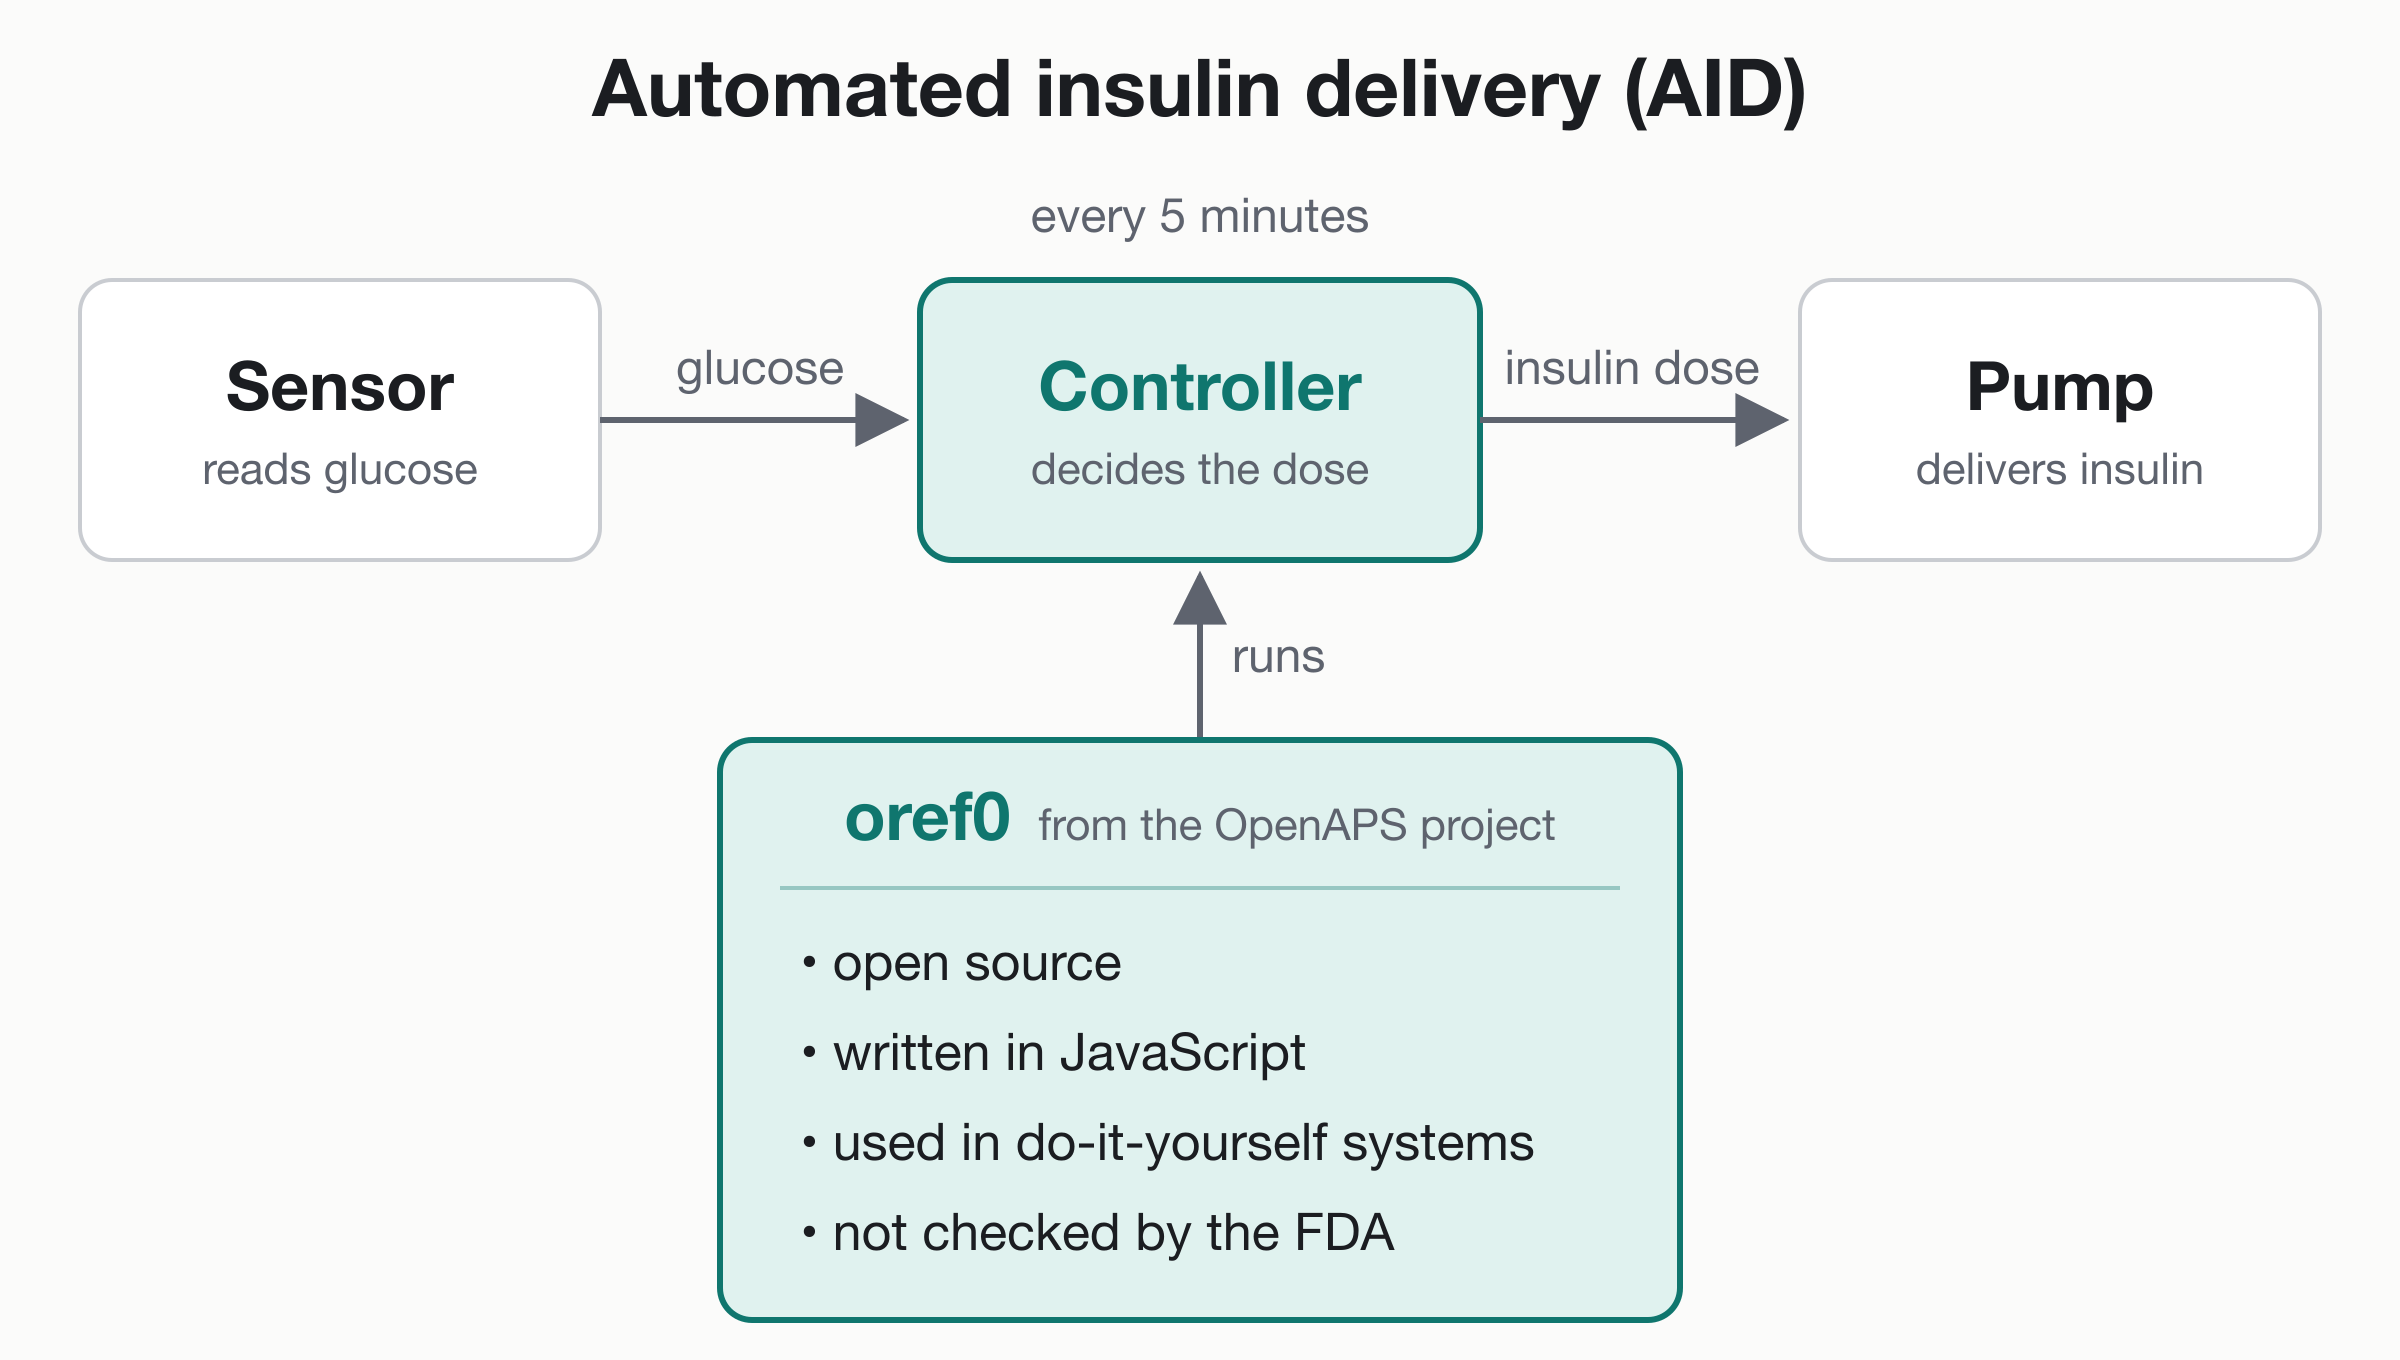 Automated insulin delivery (AID)
every 5 minutes
Sensor
reads glucose
glucose
Controller
decides the dose
insulin dose
Pump
delivers insulin
runs
oref0 from the OpenAPS project
• open source
• written in JavaScript
• used in do-it-yourself systems
• not checked by the FDA